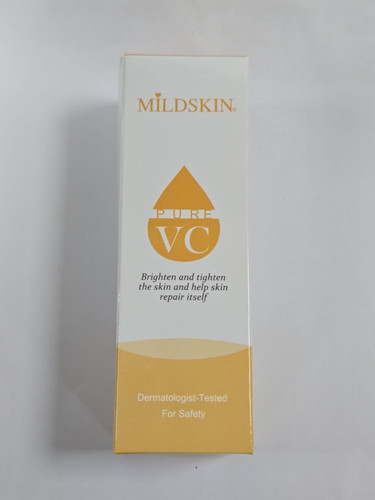 MILDSKIN®
PURE
VC
Brighten and tighten
the skin and help skin
repair itself
Dermatologist-Tested
For Safety